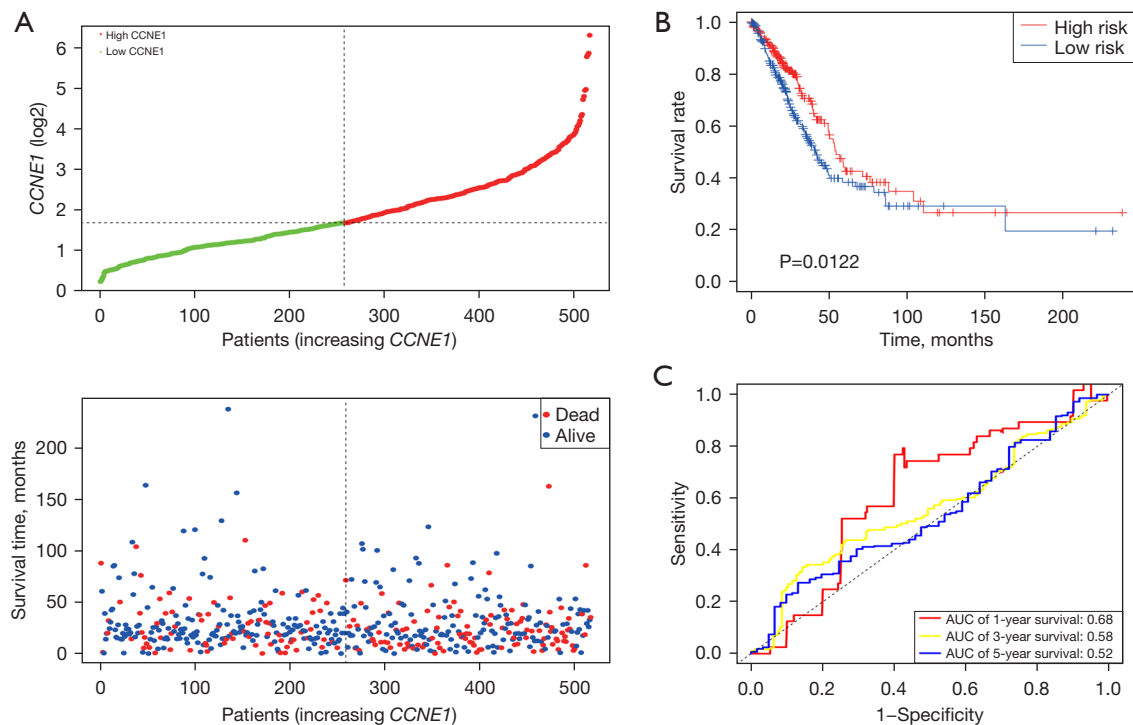 A
High CCNE1
Low CCNE1
CCNE1 (log2)
6
5
4
3
2
1
0
0 100 200 300 400 500
Patients (increasing CCNE1)
Dead
Alive
Survival time, months
200
150
100
50
0
0 100 200 300 400 500
Patients (increasing CCNE1)
B
High risk
Low risk
Survival rate
1.0
0.8
0.6
0.4
0.2
0.0
P=0.0122
0 50 100 150 200
Time, months
C
Sensitivity
1.0
0.8
0.6
0.4
0.2
0.0
AUC of 1-year survival: 0.68
AUC of 3-year survival: 0.58
AUC of 5-year survival: 0.52
0.0 0.2 0.4 0.6 0.8 1.0
1–Specificity